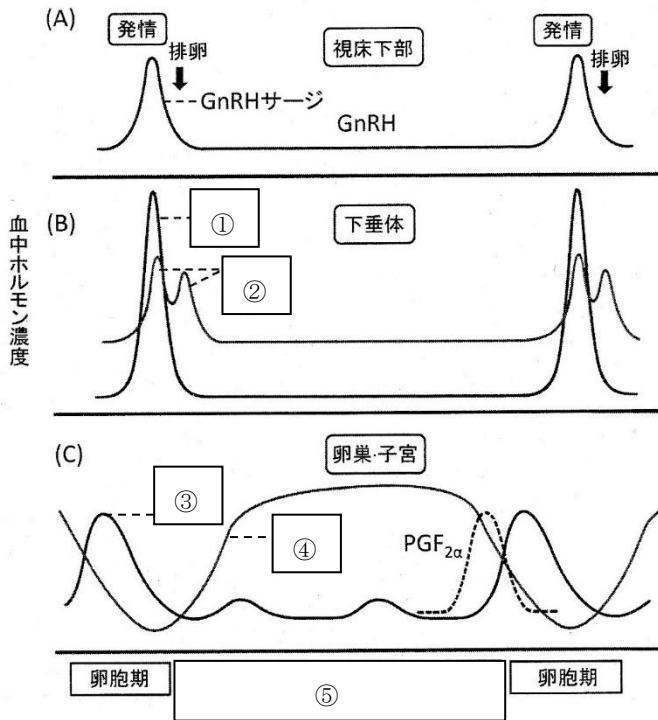 (A)
発情
視床下部
発情
排卵
排卵
GnRHサージ
GnRH
血中ホルモン濃度
(B)
①
下垂体
②
(C)
卵巣・子宮
③
④
PGF2α
卵胞期
⑤
卵胞期